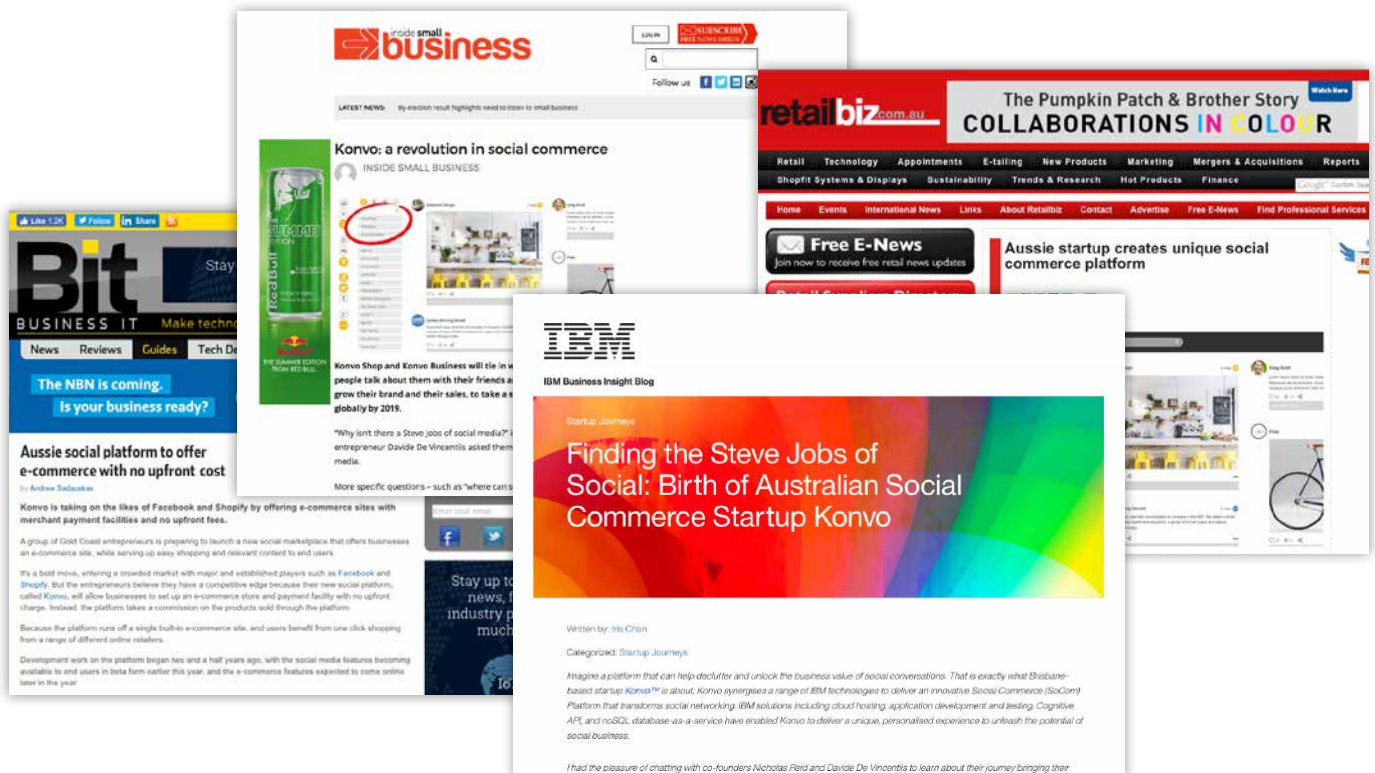 inside small
business
LOG IN
SUBSCRIBE
FREE NEWS WEEKLY
Follow us
LATEST NEWS: By-election result highlights need to listen to small business
Konvo: a revolution in social commerce
INSIDE SMALL BUSINESS
THE SUMMER EDITION
FROM RED BULL.
Konvo Shop and Konvo Business will tie in w
people talk about them with their friends a
grow their brand and their sales, to take a s
globally by 2019.
"Why isn't there a Steve Jobs of social media?"
entrepreneur Davide De Vincentiis asked them
media.
More specific questions – such as "where can s
retailbiz.com.au
The Pumpkin Patch & Brother Story
COLLABORATIONS IN COLOUR
Watch Here
Retail Technology Appointments E-tailing New Products Marketing Mergers & Acquisitions Reports
Shopfit Systems & Displays Sustainability Trends & Research Hot Products Finance
Google Custom Sea
Home Events International News Links About Retailbiz Contact Advertise Free E-News Find Professional Services
Free E-News
Join now to receive free retail news updates
Aussie startup creates unique social
commerce platform
Greg Scott
Free
Like 1.2K Follow Share
Bit
BUSINESS IT Make techno
Stay
News Reviews Guides Tech De
The NBN is coming.
Is your business ready?
Aussie social platform to offer
e-commerce with no upfront cost
by Andrew Sadauskas
Konvo is taking on the likes of Facebook and Shopify by offering e-commerce sites with
merchant payment facilities and no upfront fees.
A group of Gold Coast entrepreneurs is preparing to launch a new social marketplace that offers businesses
an e-commerce site, while serving up easy shopping and relevant content to end users.
It's a bold move, entering a crowded market with major and established players such as Facebook and
Shopify. But the entrepreneurs believe they have a competitive edge because their new social platform,
called Konvo, will allow businesses to set up an e-commerce store and payment facility with no upfront
charge. Instead, the platform takes a commission on the products sold through the platform.
Because the platform runs off a single built-in e-commerce site, end users benefit from one click shopping
from a range of different online retailers.
Development work on the platform began two and a half years ago, with the social media features becoming
available to end users in beta form earlier this year, and the e-commerce features expected to come online
later in the year.
Enter your email
Stay up to
news, f
industry p
much
IoT
IBM
IBM Business Insight Blog
Startup Journeys
Finding the Steve Jobs of
Social: Birth of Australian Social
Commerce Startup Konvo
Written by: Iris Chan
Categorized: Startup Journeys
Imagine a platform that can help declutter and unlock the business value of social conversations. That is exactly what Brisbane-
based startup Konvo™ is about. Konvo synergises a range of IBM technologies to deliver an innovative Social Commerce (SoCom)
Platform that transforms social networking. IBM solutions including cloud hosting, application development and testing, Cognitive
API, and noSQL database-as-a-service have enabled Konvo to deliver a unique, personalised experience to unleash the potential of
social business.
I had the pleasure of chatting with co-founders Nicholas Reid and Davide De Vincentiis to learn about their journey bringing their